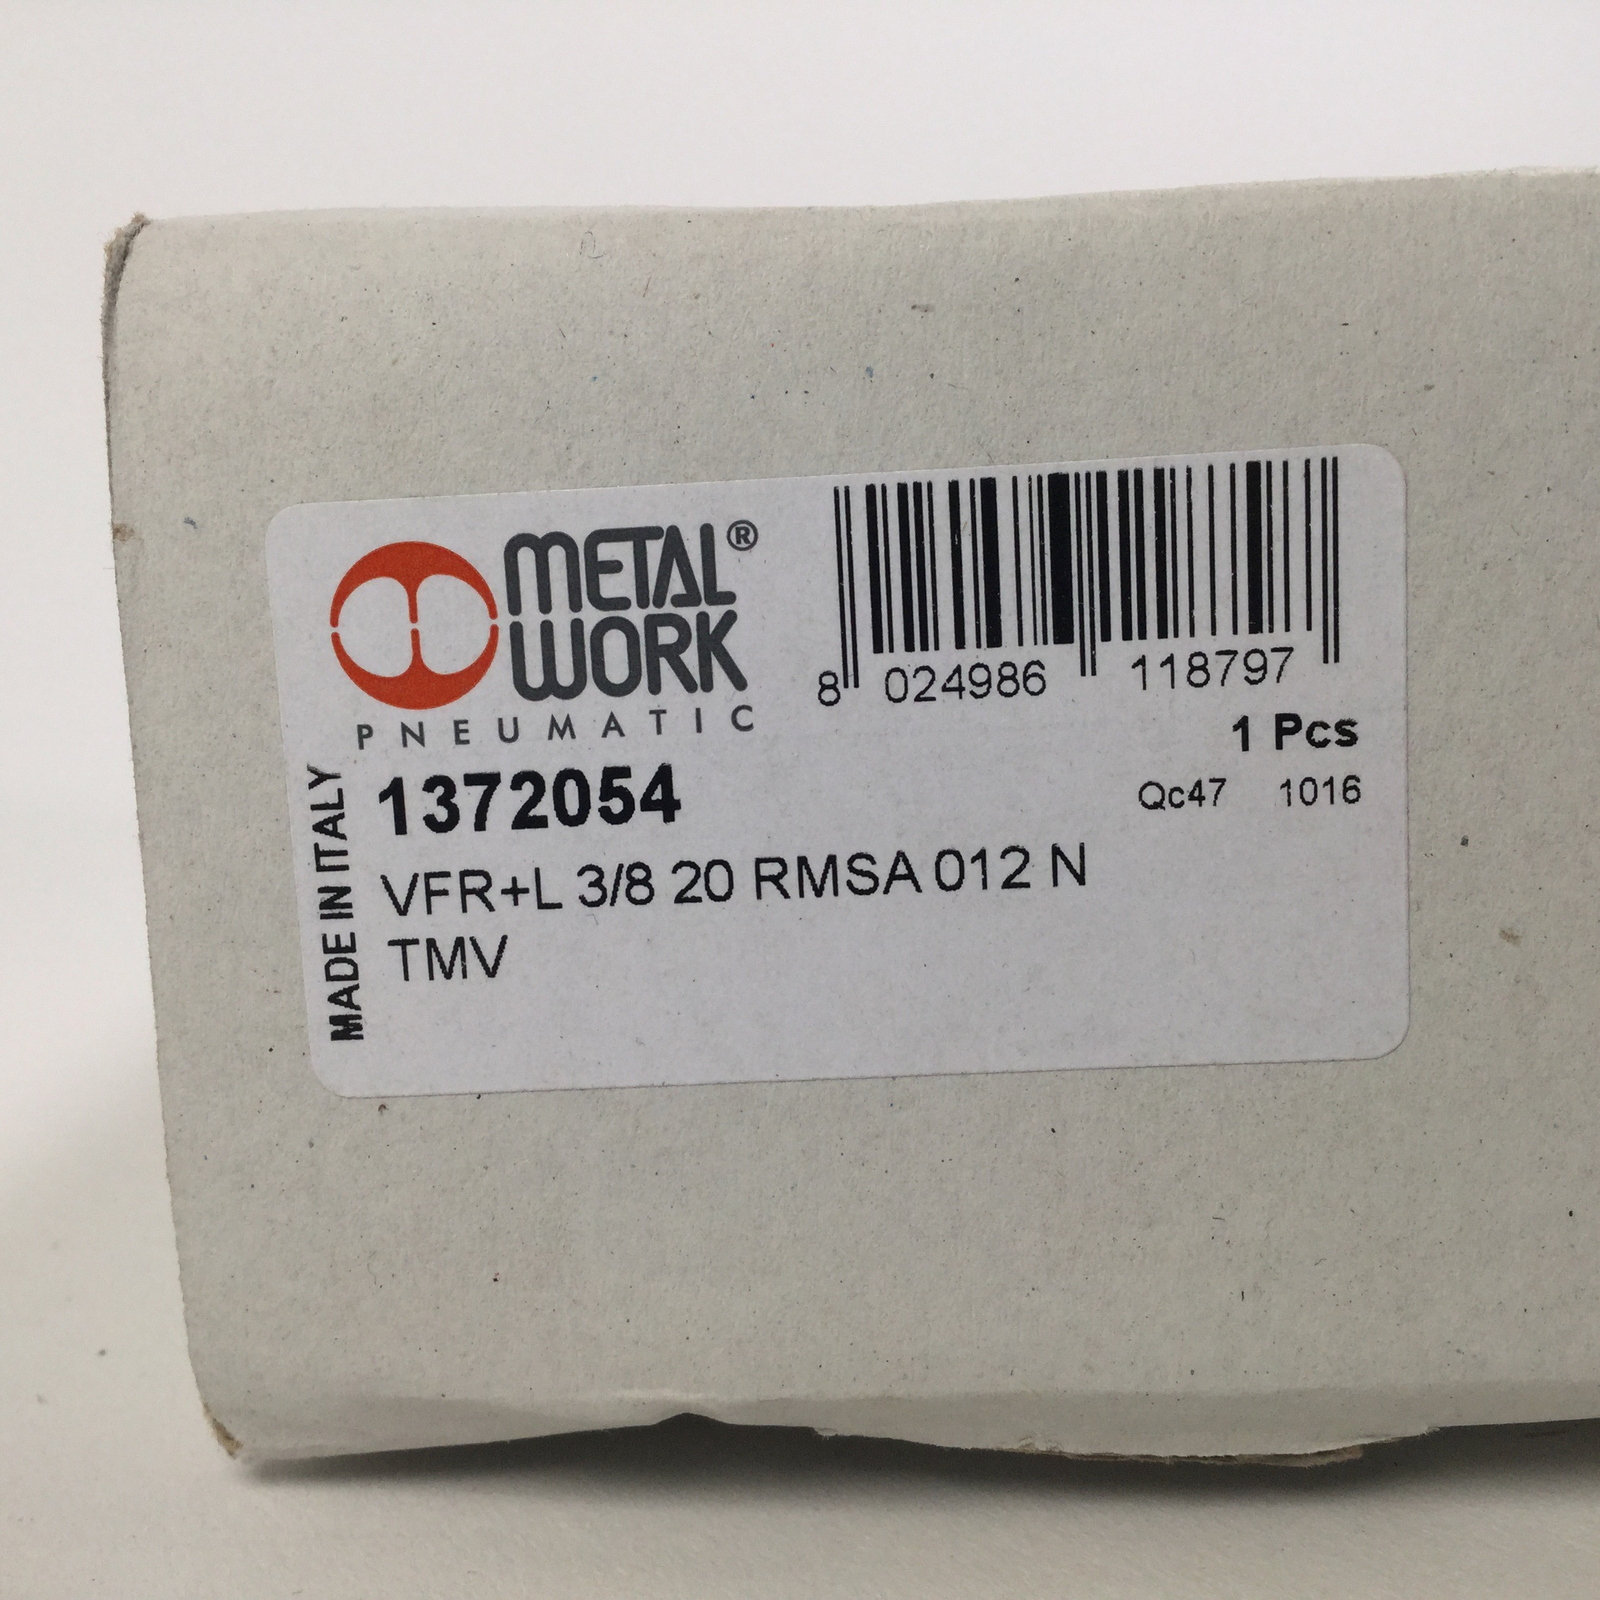 METAL®
WORK
PNEUMATIC
8 024986 118797
1 Pcs
1372054
Qc47 1016
VFR+L 3/8 20 RMSA 012 N
TMV
MADE IN ITALY